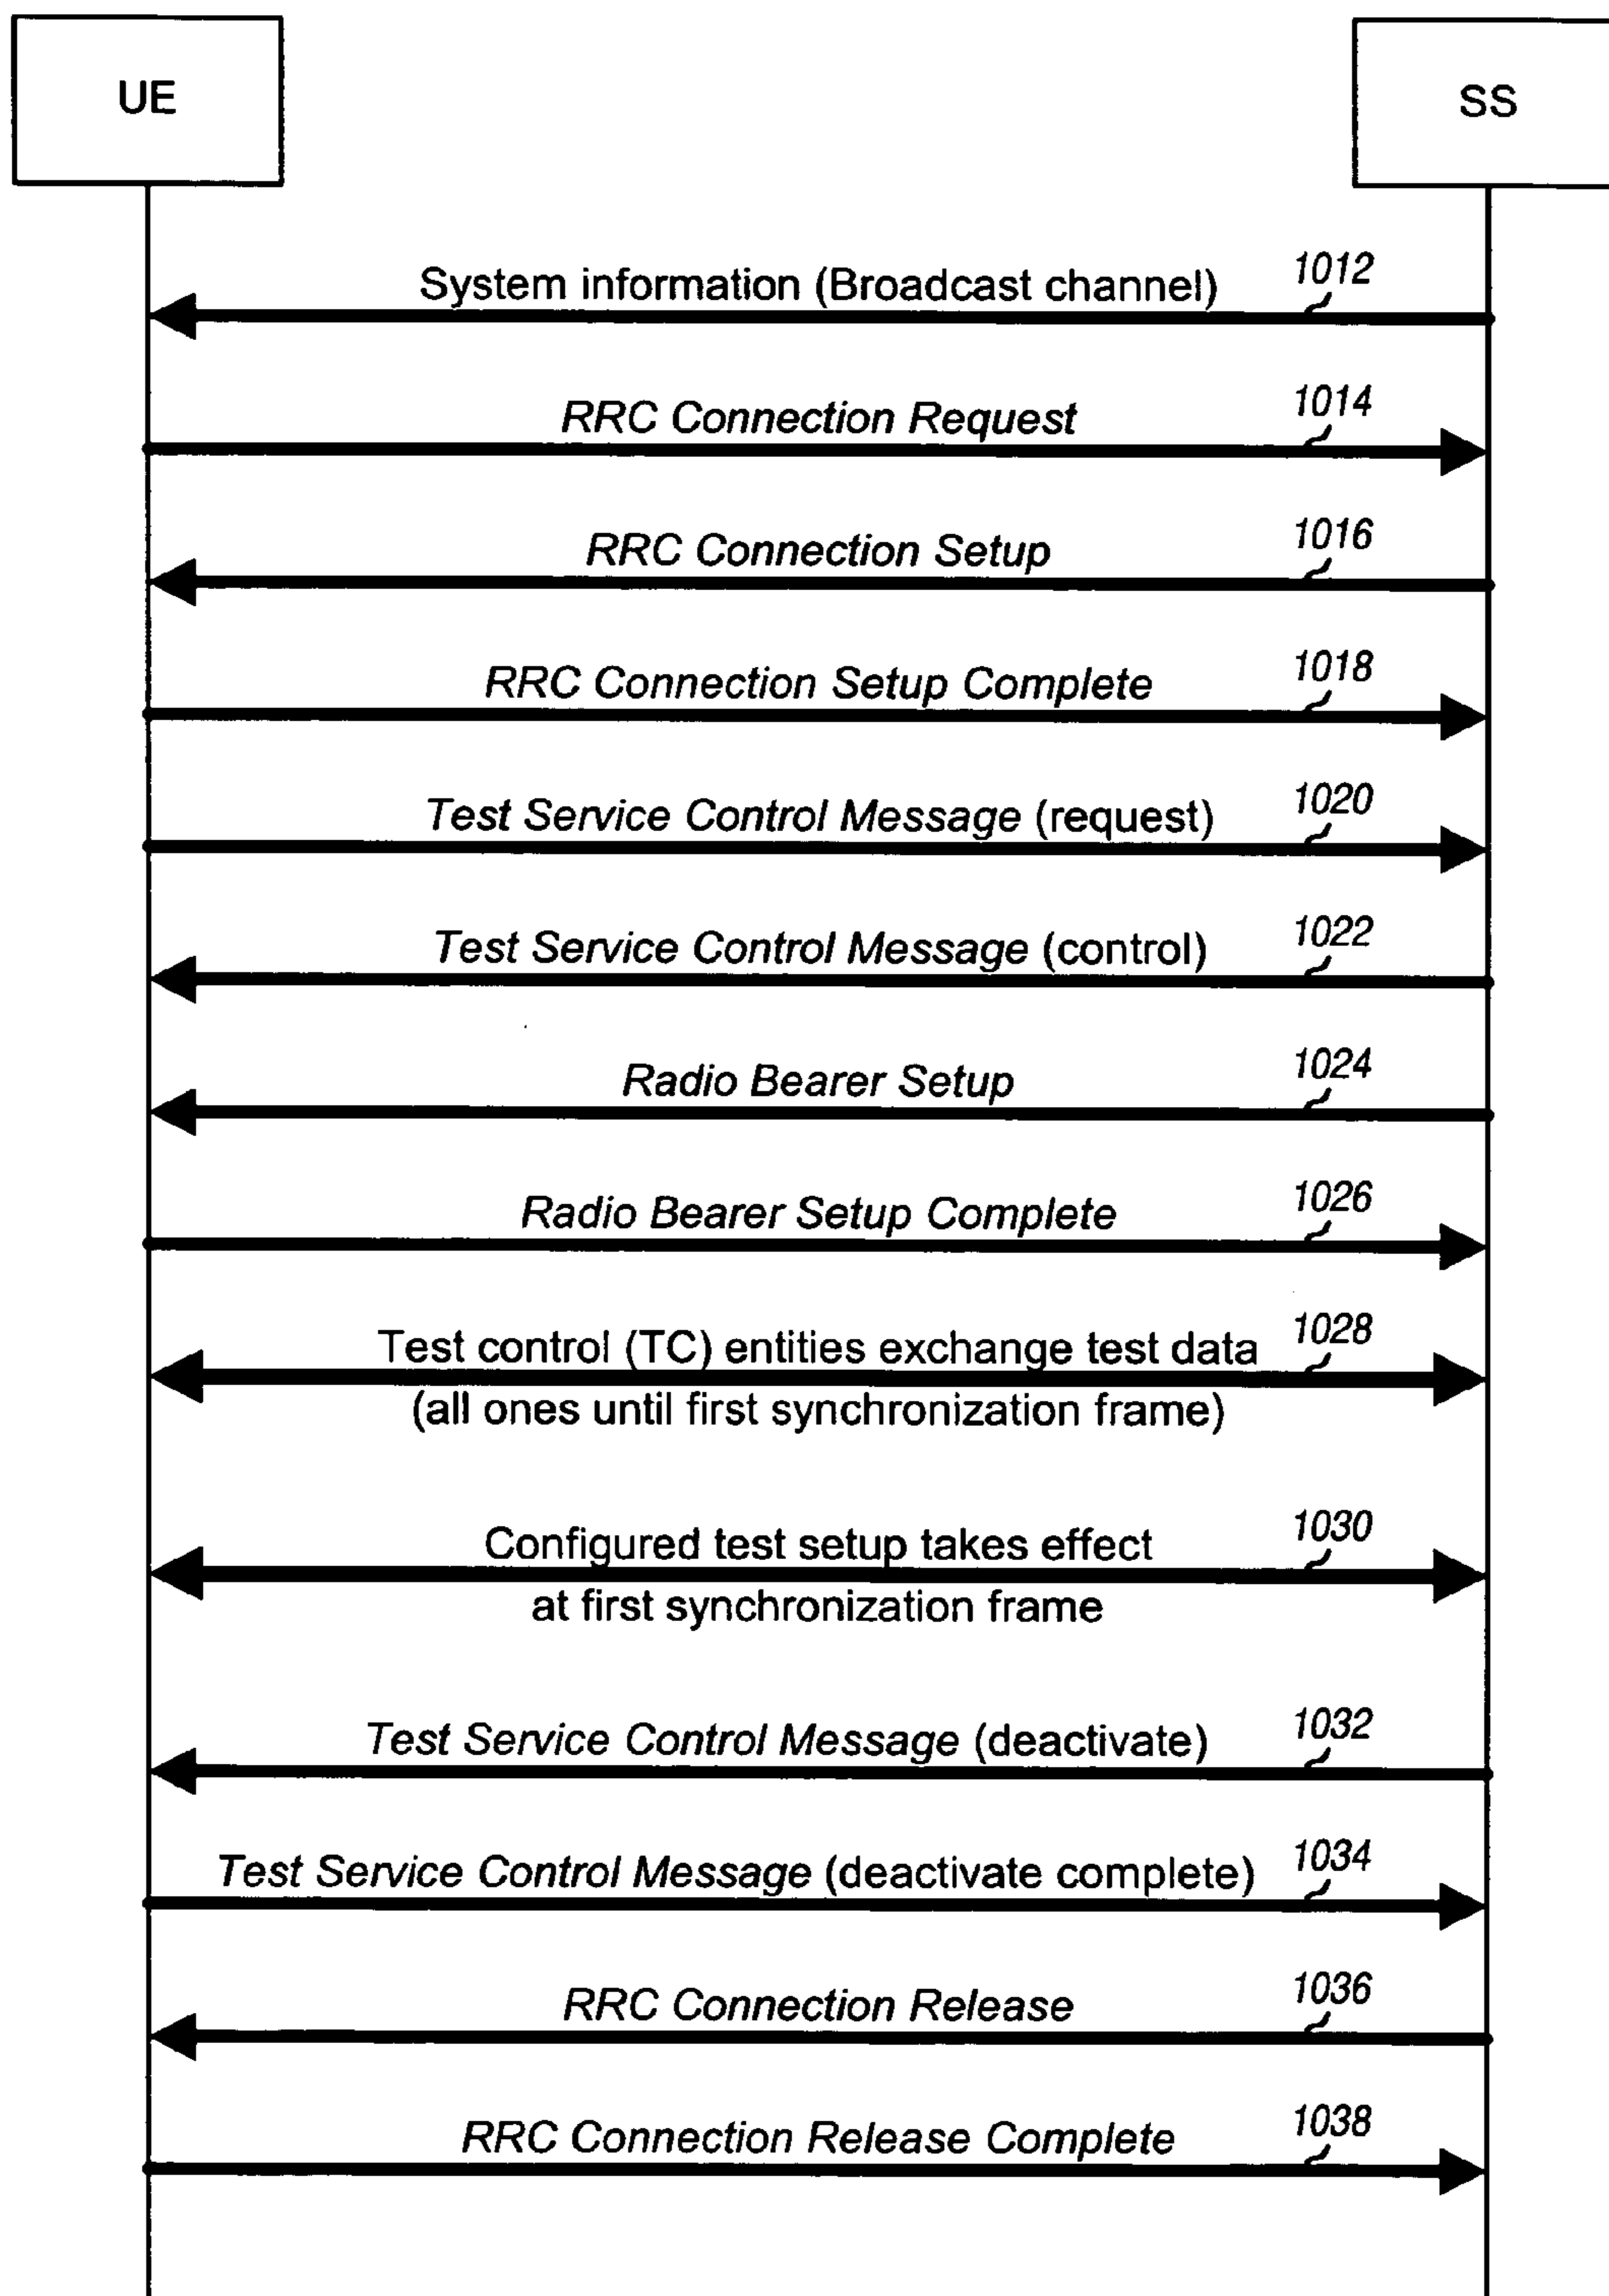 UE
SS
System information (Broadcast channel) 1012
RRC Connection Request 1014
RRC Connection Setup 1016
RRC Connection Setup Complete 1018
Test Service Control Message (request) 1020
Test Service Control Message (control) 1022
Radio Bearer Setup 1024
Radio Bearer Setup Complete 1026
Test control (TC) entities exchange test data 1028
(all ones until first synchronization frame)
Configured test setup takes effect 1030
at first synchronization frame
Test Service Control Message (deactivate) 1032
Test Service Control Message (deactivate complete) 1034
RRC Connection Release 1036
RRC Connection Release Complete 1038